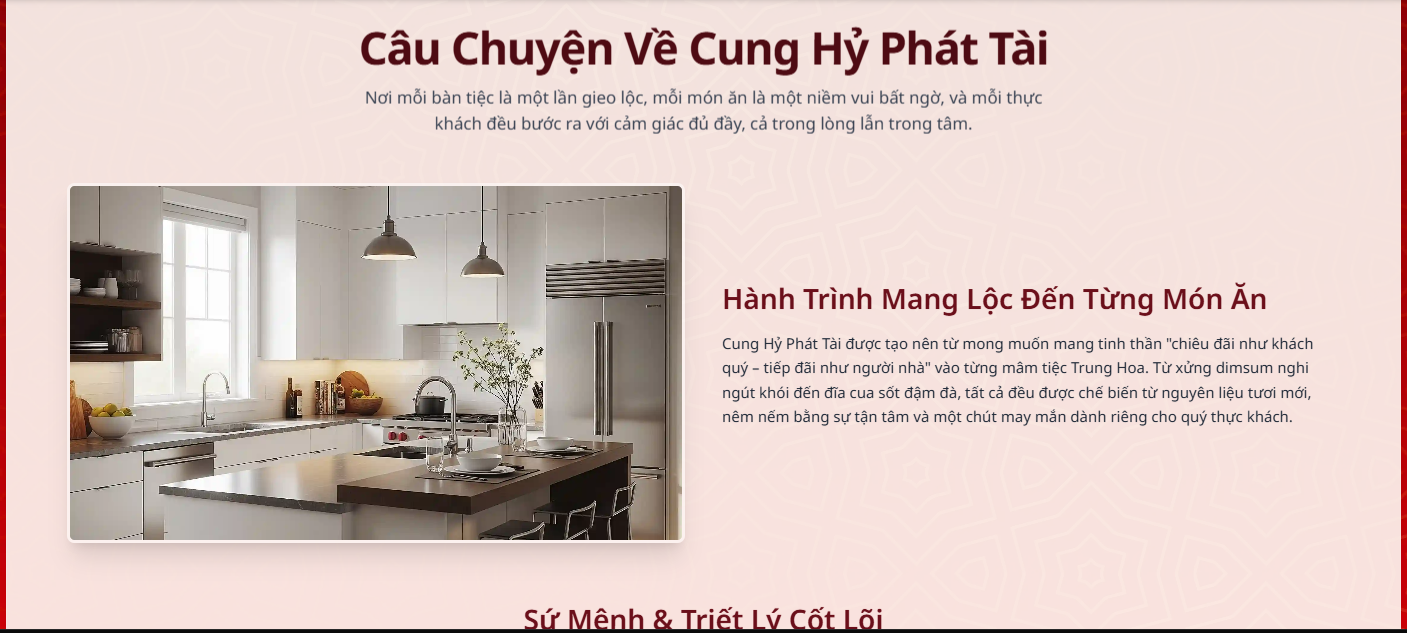 Câu Chuyện Về Cung Hỷ Phát Tài
Nơi mỗi bàn tiệc là một lần gieo lộc, mỗi món ăn là một niềm vui bất ngờ, và mỗi thực
khách đều bước ra với cảm giác đủ đầy, cả trong lòng lẫn trong tâm.
Hành Trình Mang Lộc Đến Từng Món Ăn
Cung Hỷ Phát Tài được tạo nên từ mong muốn mang tinh thần "chiêu đãi như khách
quý – tiếp đãi như người nhà" vào từng mâm tiệc Trung Hoa. Từ xửng dimsum nghi
ngút khói đến đĩa cua sốt đậm đà, tất cả đều được chế biến từ nguyên liệu tươi mới,
nêm nếm bằng sự tận tâm và một chút may mắn dành riêng cho quý thực khách.
Sứ Mệnh & Triết Lý Cốt Lõi